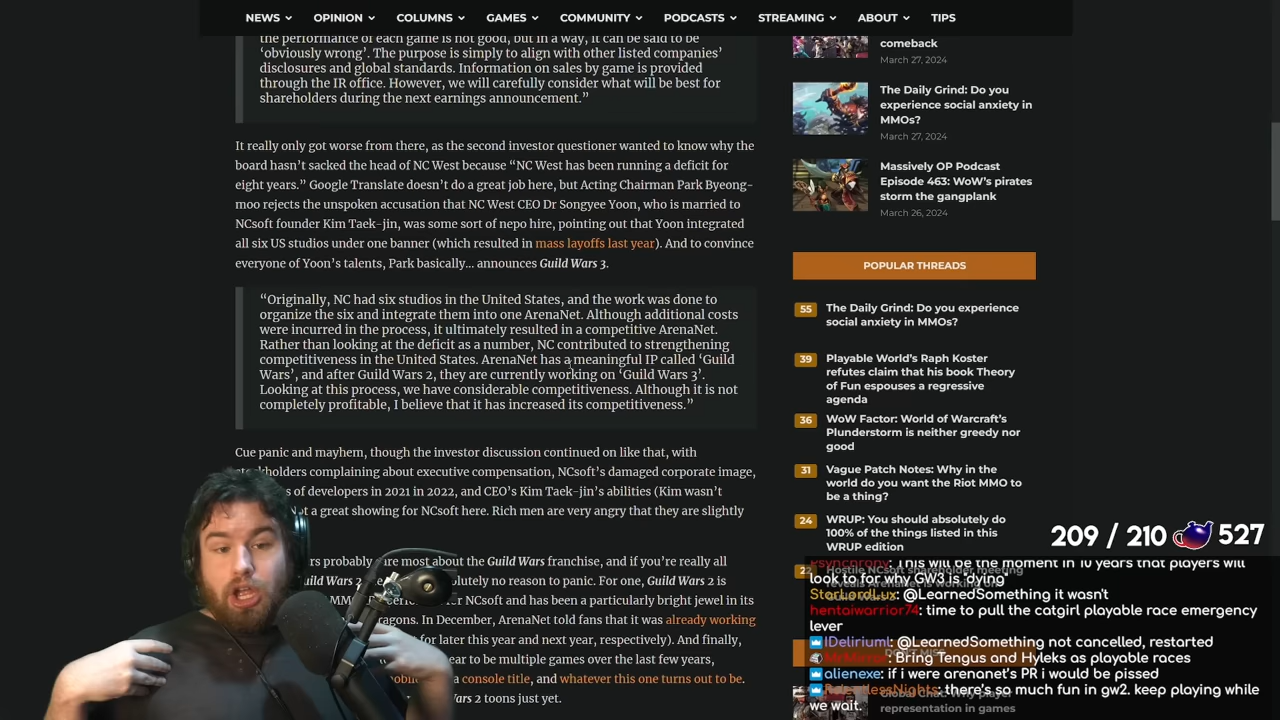 NEWS OPINION COLUMNS GAMES COMMUNITY PODCASTS STREAMING ABOUT TIPS
the performance of each game is not good, but in a way, it can be said to be
‘obviously wrong’. The purpose is simply to align with other listed companies’
disclosures and global standards. Information on sales by game is provided
through the IR office. However, we will carefully consider what will be best for
shareholders during the next earnings announcement.”
It really only got worse from there, as the second investor questioner wanted to know why the
board hasn’t sacked the head of NC West because “NC West has been running a deficit for
eight years.” Google Translate doesn’t do a great job here, but Acting Chairman Park Byeong-
moo rejects the unspoken accusation that NC West CEO Dr Songyee Yoon, who is married to
NCsoft founder Kim Taek-jin, was some sort of nepo hire, pointing out that Yoon integrated
all six US studios under one banner (which resulted in mass layoffs last year). And to convince
everyone of Yoon’s talents, Park basically… announces Guild Wars 3.
“Originally, NC had six studios in the United States, and the work was done to
organize the six and integrate them into one ArenaNet. Although additional costs
were incurred in the process, it ultimately resulted in a competitive ArenaNet.
Rather than looking at the deficit as a number, NC contributed to strengthening
competitiveness in the United States. ArenaNet has a meaningful IP called ‘Guild
Wars’, and after Guild Wars 2, they are currently working on ‘Guild Wars 3’.
Looking at this process, we have considerable competitiveness. Although it is not
completely profitable, I believe that it has increased its competitiveness.”
Cue panic and mayhem, though the investor discussion continued on like that, with
stockholders complaining about executive compensation, NCsoft’s damaged corporate image,
of developers in 2021 in 2022, and CEO’s Kim Taek-jin’s abilities (Kim wasn’t
a great showing for NCsoft here. Rich men are very angry that they are slightly
probably care most about the Guild Wars 2 franchise, and if you’re really all
Guild Wars 2 absolutely no reason to panic. For one, Guild Wars 2 is
NCsoft and has been a particularly bright jewel in its
In December, ArenaNet told fans that it was already working
for later this year and next year, respectively). And finally,
to be multiple games over the last few years,
a console title, and whatever this one turns out to be.
toons just yet.
comeback
March 27, 2024
The Daily Grind: Do you
experience social anxiety in
MMOs?
March 27, 2024
Massively OP Podcast
Episode 463: WoW’s pirates
storm the gangplank
March 26, 2024
POPULAR THREADS
55 The Daily Grind: Do you experience
social anxiety in MMOs?
39 Playable World’s Raph Koster
refutes claim that his book Theory
of Fun espouses a regressive
agenda
36 WoW Factor: World of Warcraft’s
Plunderstorm is neither greedy nor
good
31 Vague Patch Notes: Why in the
world do you want the Riot MMO to
be a thing?
24 WRUP: You should absolutely do
100% of the things listed in this
WRUP edition
Hostile NCsoft shareholder meeting
reveals ArenaNet is working on
209 / 210 527
This will be the moment in 10 years that players will
look to for why GW3 is 'dying'
StarLordLux: @LearnedSomething it wasn't
hentaiwarrior74: time to pull the catgirl playable race emergency
lever
IDeliriumI: @LearnedSomething not cancelled, restarted
Bring Tengus and Hyleks as playable races
alienexe: if i were arenanet's PR i would be pissed
RelentlessNights: there's so much fun in gw2. keep playing while
we wait.
Global Chat: Why player
representation in games